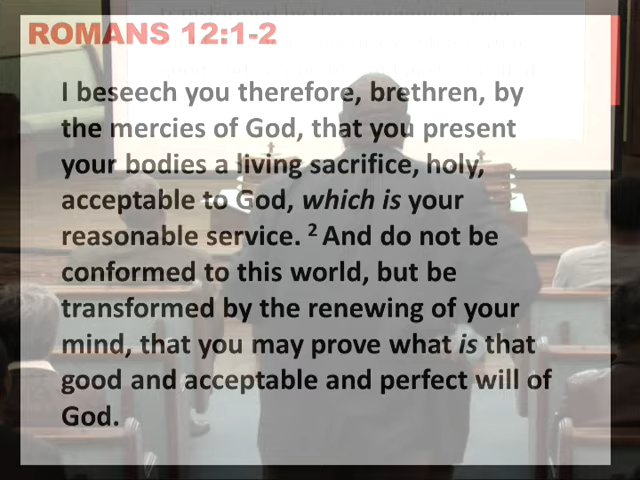 ROMANS 12:1-2
I beseech you therefore, brethren, by
the mercies of God, that you present
your bodies a living sacrifice, holy,
acceptable to God, which is your
reasonable service. ² And do not be
conformed to this world, but be
transformed by the renewing of your
mind, that you may prove what is that
good and acceptable and perfect will of
God.